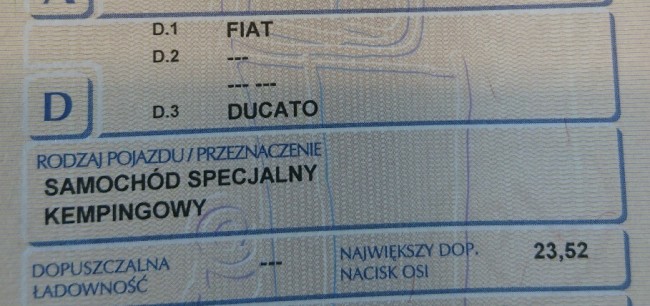 D.1 FIAT
D.2 ---
--- ---
D D.3 DUCATO
RODZAJ POJAZDU / PRZEZNACZENIE
SAMOCHÓD SPECJALNY
KEMPINGOWY
DOPUSZCZALNA ŁADOWNOŚĆ ---
NAJWIĘKSZY DOP. NACISK OSI 23,52